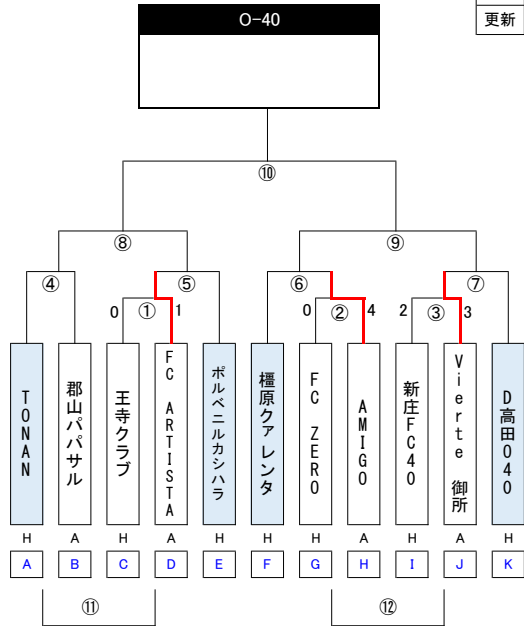 O-40
更新
⑩
⑧
⑨
④
⑤
⑥
⑦
0
①
1
0
②
4
2
③
3
TONAN
郡山パパサル
王寺クラブ
FC ARTISTA
ポルベニルカシハラ
橿原クアレンタ
FC ZERO
AMIGO
新庄FC40
Vierte 御所
D高田O40
H
A
H
A
H
H
H
A
H
A
H
A
B
C
D
E
F
G
H
I
J
K
⑪
⑫